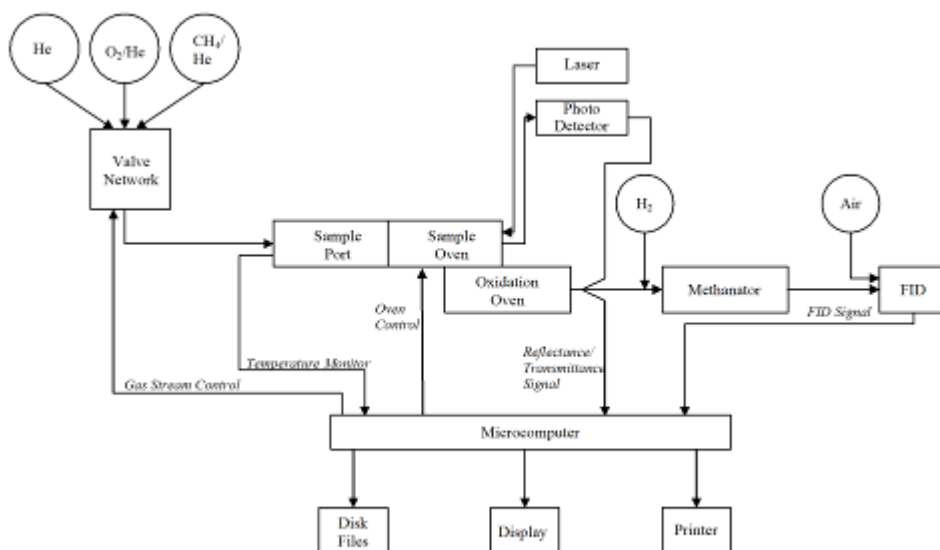 He
O₂/He
CH₄/
He
Laser
Photo
Detector
Valve
Network
H₂
Air
Sample
Port
Sample
Oven
Oxidation
Oven
Methanator
FID
Oven
Control
FID Signal
Temperature Monitor
Reflectance/
Transmittance
Signal
Gas Stream Control
Microcomputer
Disk
Files
Display
Printer